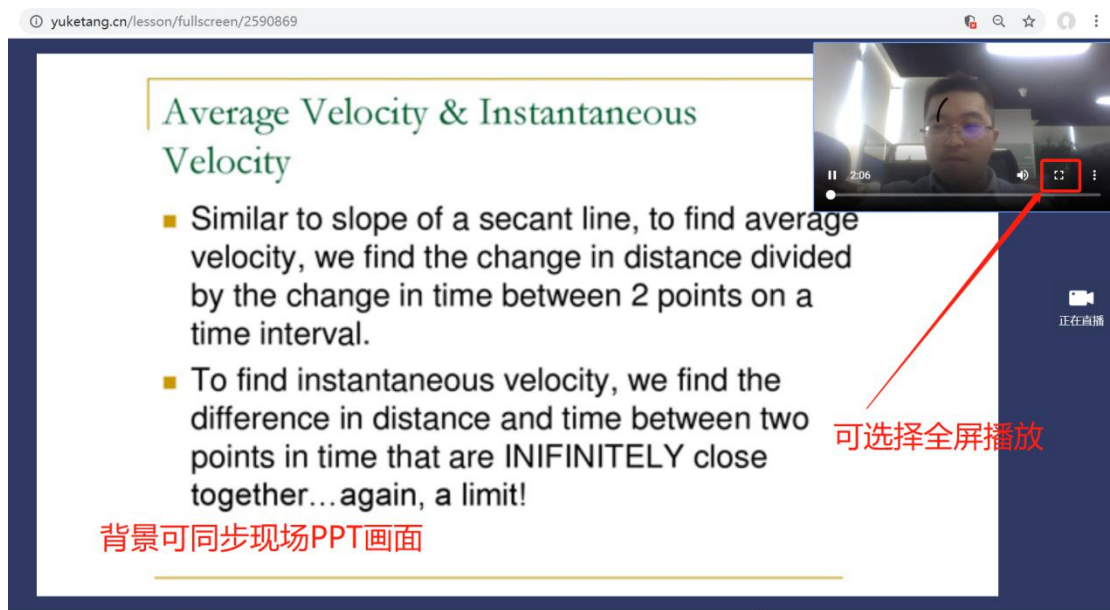 yuketang.cn/lesson/fullscreen/2590869
Average Velocity & Instantaneous
Velocity
2:06
Similar to slope of a secant line, to find average
velocity, we find the change in distance divided
by the change in time between 2 points on a
time interval.
正在直播
To find instantaneous velocity, we find the
difference in distance and time between two
points in time that are INIFINITELY close
together…again, a limit!
可选择全屏播放
背景可同步现场PPT画面